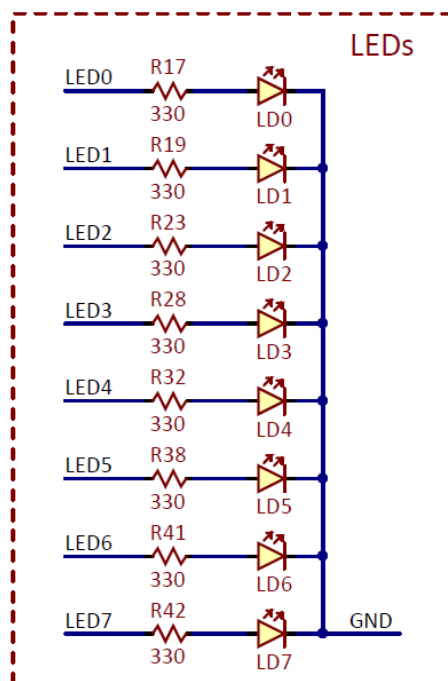 LEDs
LED0 R17 330 LD0
LED1 R19 330 LD1
LED2 R23 330 LD2
LED3 R28 330 LD3
LED4 R32 330 LD4
LED5 R38 330 LD5
LED6 R41 330 LD6
LED7 R42 330 LD7 GND